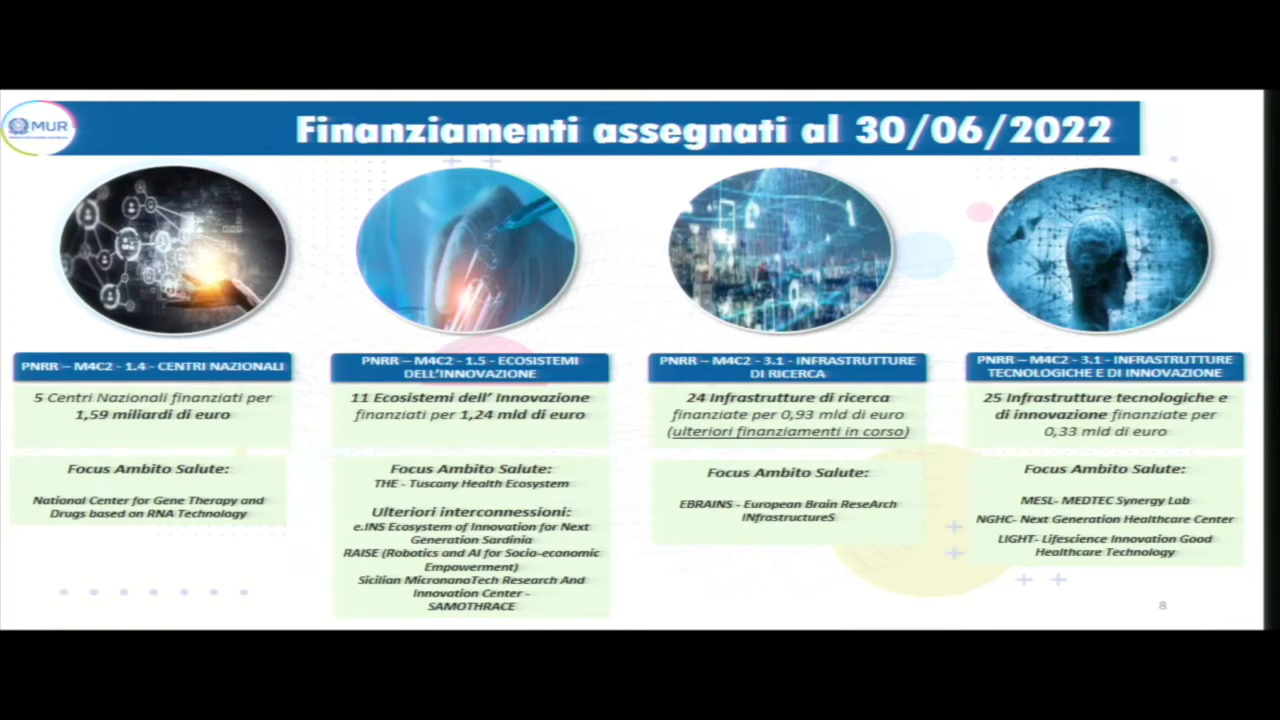 MUR
Finanziamenti assegnati al 30/06/2022
PNRR – M4C2 - 1.4 - CENTRI NAZIONALI
5 Centri Nazionali finanziati per
1,59 miliardi di euro
Focus Ambito Salute:
National Center for Gene Therapy and
Drugs based on RNA Technology
PNRR – M4C2 - 1.5 - ECOSISTEMI
DELL’INNOVAZIONE
11 Ecosistemi dell’ Innovazione
finanziati per 1,24 mld di euro
Focus Ambito Salute:
THE - Tuscany Health Ecosystem
Ulteriori interconnessioni:
e.INS Ecosystem of Innovation for Next
Generation Sardinia
RAISE (Robotics and AI for Socio-economic
Empowerment)
Sicilian MicronanoTech Research And
Innovation Center -
SAMOTHRACE
PNRR – M4C2 - 3.1 - INFRASTRUTTURE
DI RICERCA
24 Infrastrutture di ricerca
finanziate per 0,93 mld di euro
(ulteriori finanziamenti in corso)
Focus Ambito Salute:
EBRAINS - European Brain ReseArch
INfrastructureS
PNRR – M4C2 - 3.1 - INFRASTRUTTURE
TECNOLOGICHE E DI INNOVAZIONE
25 Infrastrutture tecnologiche e
di innovazione finanziate per
0,33 mld di euro
Focus Ambito Salute:
MESL- MEDTEC Synergy Lab
NGHC- Next Generation Healthcare Center
LIGHT- Lifescience Innovation Good
Healthcare Technology
8